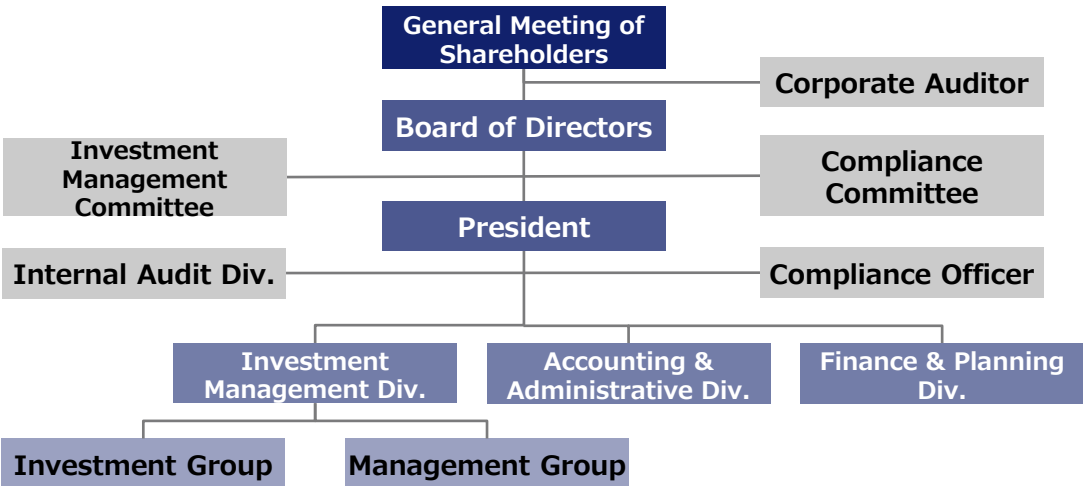 General Meeting of
Shareholders
Corporate Auditor
Board of Directors
Investment
Management
Committee
Compliance
Committee
President
Internal Audit Div.
Compliance Officer
Investment
Management Div.
Accounting &
Administrative Div.
Finance & Planning
Div.
Investment Group
Management Group